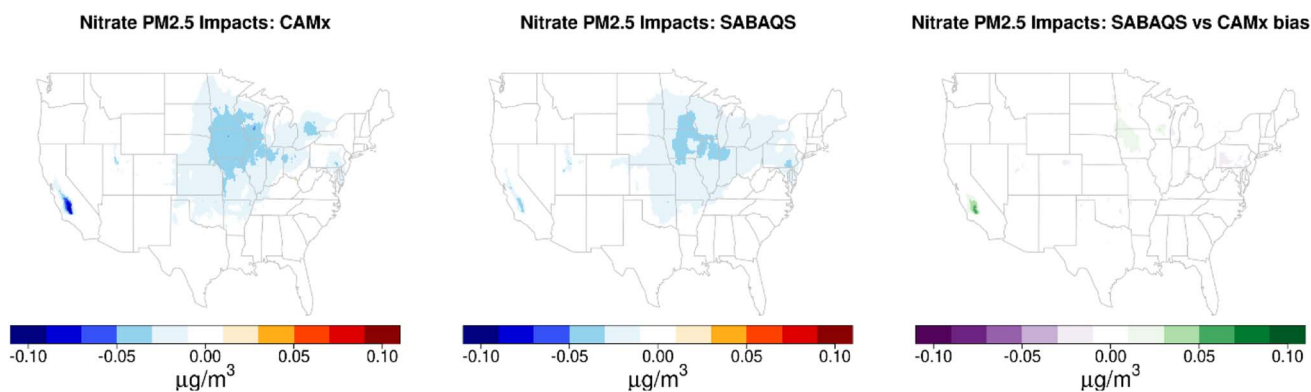 Nitrate PM2.5 Impacts: CAMx
Nitrate PM2.5 Impacts: SABAQS
Nitrate PM2.5 Impacts: SABAQS vs CAMx bias
-0.10 -0.05 0.00 0.05 0.10
μg/m³
-0.10 -0.05 0.00 0.05 0.10
μg/m³
-0.10 -0.05 0.00 0.05 0.10
μg/m³